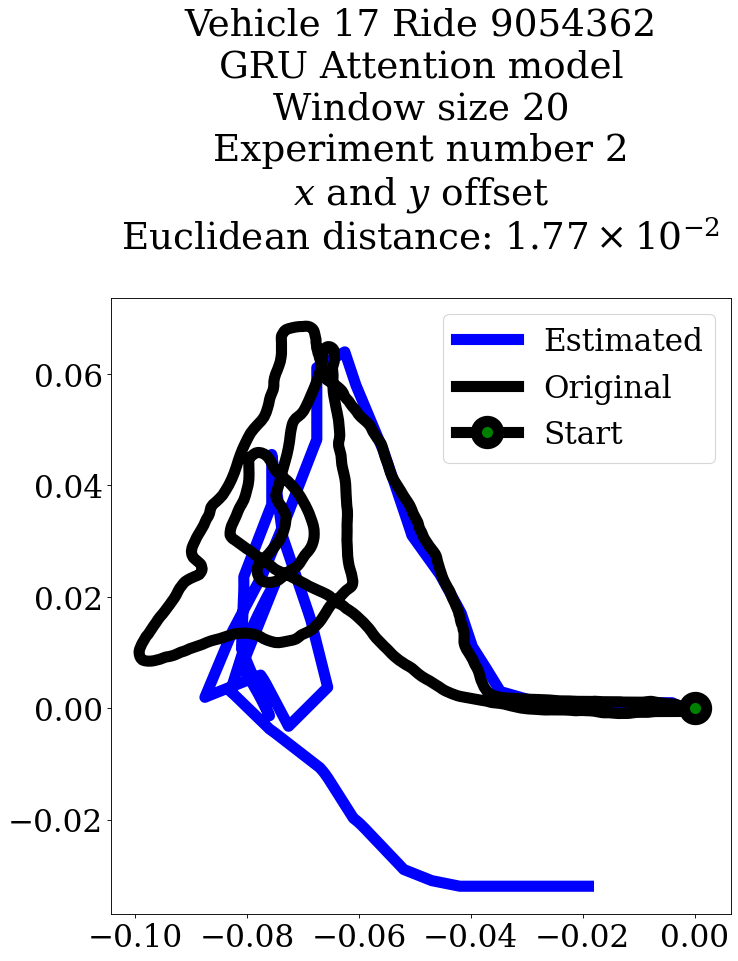 Vehicle 17 Ride 9054362
GRU Attention model
Window size 20
Experiment number 2
x and y offset
Euclidean distance: 1.77 × 10⁻²
Estimated
Original
Start
0.06
0.04
0.02
0.00
−0.02
−0.10 −0.08 −0.06 −0.04 −0.02 0.00